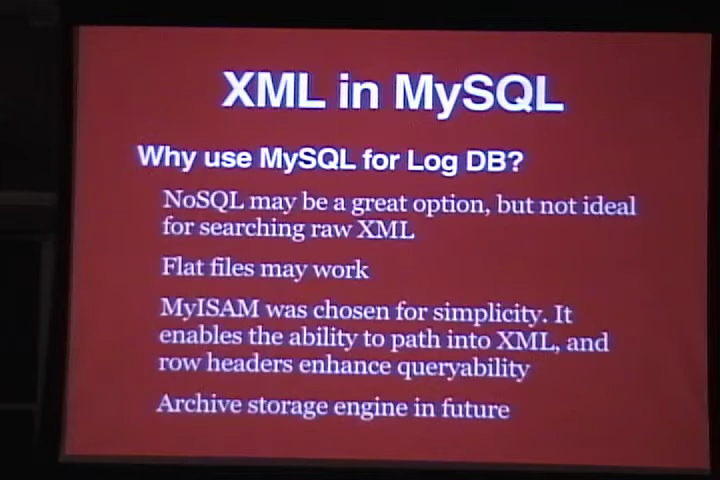 XML in MySQL
Why use MySQL for Log DB?
NoSQL may be a great option, but not ideal
for searching raw XML
Flat files may work
MyISAM was chosen for simplicity. It
enables the ability to path into XML, and
row headers enhance queryability
Archive storage engine in future